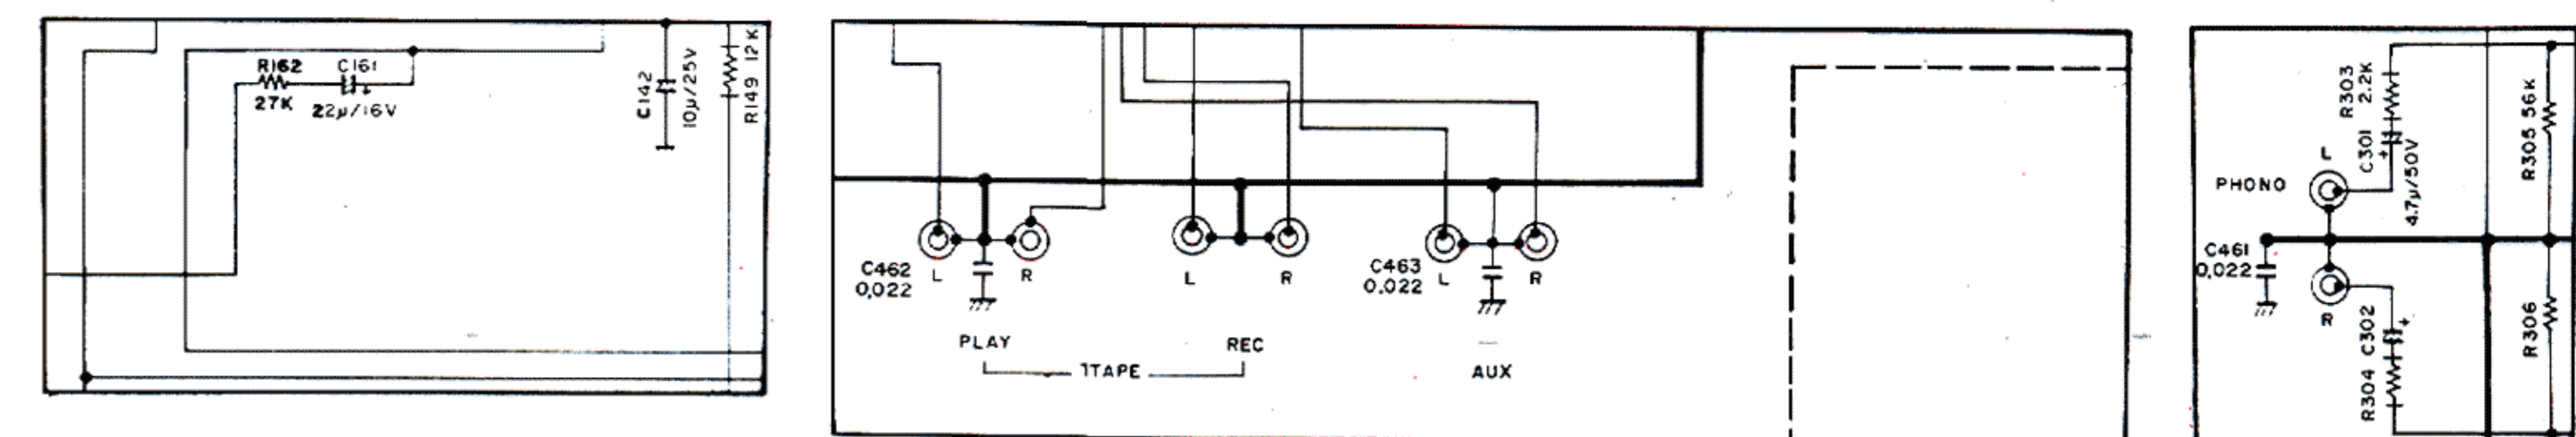 R162 C161
27K 22μ/16V
C142
10μ/25V
R149 12K
C462
0,022
L R
L R
C463
0.022
L R
PLAY REC
TAPE
AUX
R303
2.2K
C301
4.7μ/50V
R305 56K
L
PHONO
C461
0,022
R
R304 C302
R306